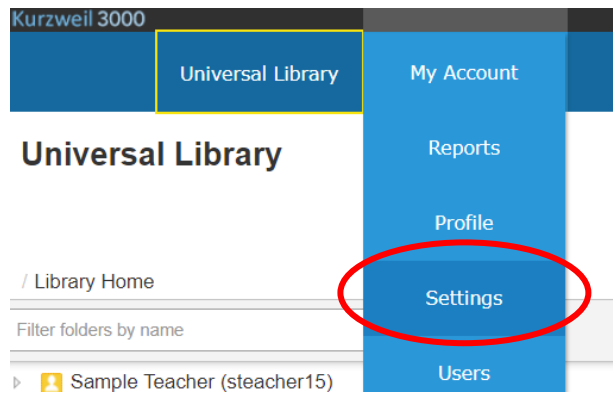 Kurzweil 3000
Universal Library
My Account
Universal Library
Reports
Profile
/ Library Home
Settings
Filter folders by name
Sample Teacher (steacher15)
Users